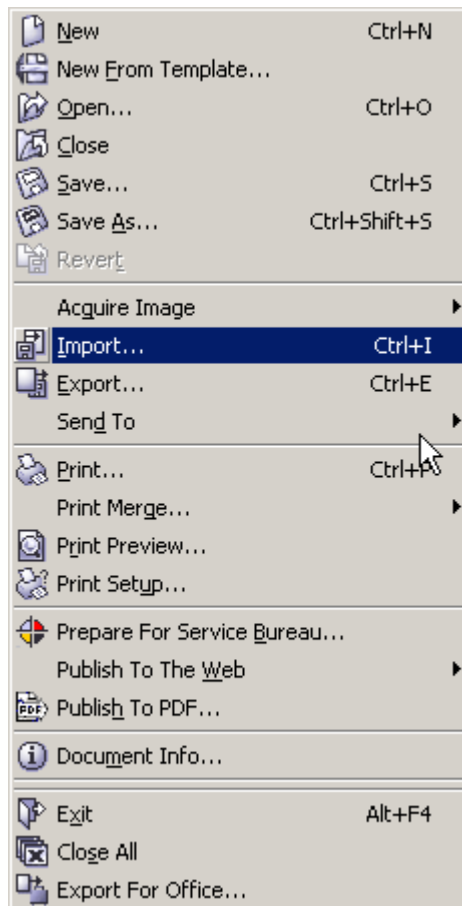 New Ctrl+N
New From Template...
Open... Ctrl+O
Close
Save... Ctrl+S
Save As... Ctrl+Shift+S
Revert
Acquire Image
Import... Ctrl+I
Export... Ctrl+E
Send To
Print... Ctrl+P
Print Merge...
Print Preview...
Print Setup...
Prepare For Service Bureau...
Publish To The Web
PDF Publish To PDF...
Document Info...
Exit Alt+F4
Close All
Export For Office...